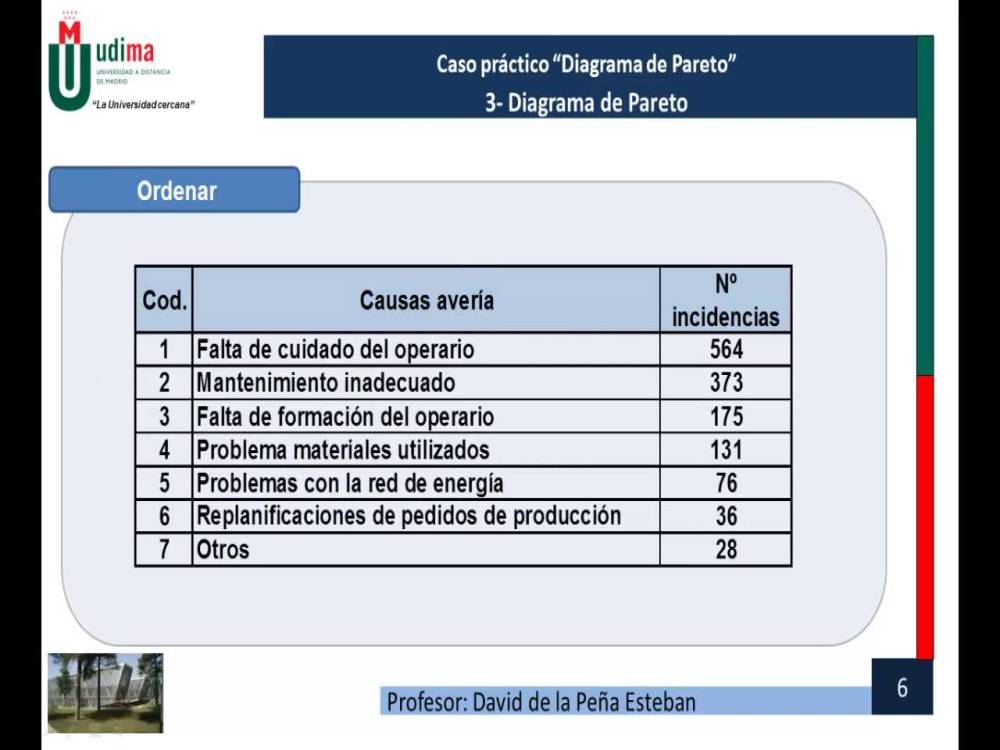 udima
UNIVERSIDAD A DISTANCIA
DE MADRID
"La Universidad cercana"
Caso práctico "Diagrama de Pareto"
3- Diagrama de Pareto
Ordenar
Cod. Causas avería Nº incidencias
1 Falta de cuidado del operario 564
2 Mantenimiento inadecuado 373
3 Falta de formación del operario 175
4 Problema materiales utilizados 131
5 Problemas con la red de energía 76
6 Replanificaciones de pedidos de producción 36
7 Otros 28
Profesor: David de la Peña Esteban
6